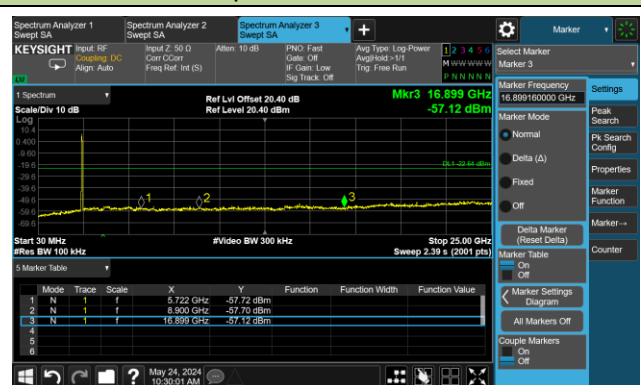 Spectrum Analyzer 1
Swept SA
Spectrum Analyzer 2
Swept SA
Spectrum Analyzer 3
Swept SA
Marker
KEYSIGHT
Input: RF
Coupling: DC
Align: Auto
Input Z: 50 Ω
Corr CCorr
Freq Ref: Int (S)
Atten: 10 dB
PNO: Fast
Gate: Off
IF Gain: Low
Sig Track: Off
Avg Type: Log-Power
Avg|Hold:>1/1
Trig: Free Run
1 2 3 4 5 6
M W W W W W
P N N N N N
LVI
Select Marker
Marker 3
1 Spectrum
Scale/Div 10 dB
Log
Ref Lvl Offset 20.40 dB
Ref Level 20.40 dBm
Mkr3 16.899 GHz
-57.12 dBm
10.4
0.400
-9.60
-19.6
-29.6
-39.6
-49.6
-59.6
-69.6
DL1 -22.64 dBm
1
2
3
Start 30 MHz
#Res BW 100 kHz
#Video BW 300 kHz
Stop 25.00 GHz
Sweep 2.39 s (2001 pts)
5 Marker Table
Mode Trace Scale X Y Function Function Width Function Value
1 N 1 f 5.722 GHz -57.72 dBm
2 N 1 f 8.900 GHz -57.70 dBm
3 N 1 f 16.899 GHz -57.12 dBm
4
5
6
Marker Frequency
16.899160000 GHz
Marker Mode
Normal
Delta (Δ)
Fixed
Off
Delta Marker
(Reset Delta)
Marker Table
On
Off
Marker Settings
Diagram
All Markers Off
Couple Markers
On
Off
Settings
Peak
Search
Pk Search
Config
Properties
Marker
Function
Marker→
Counter
?
May 24, 2024
10:30:01 AM